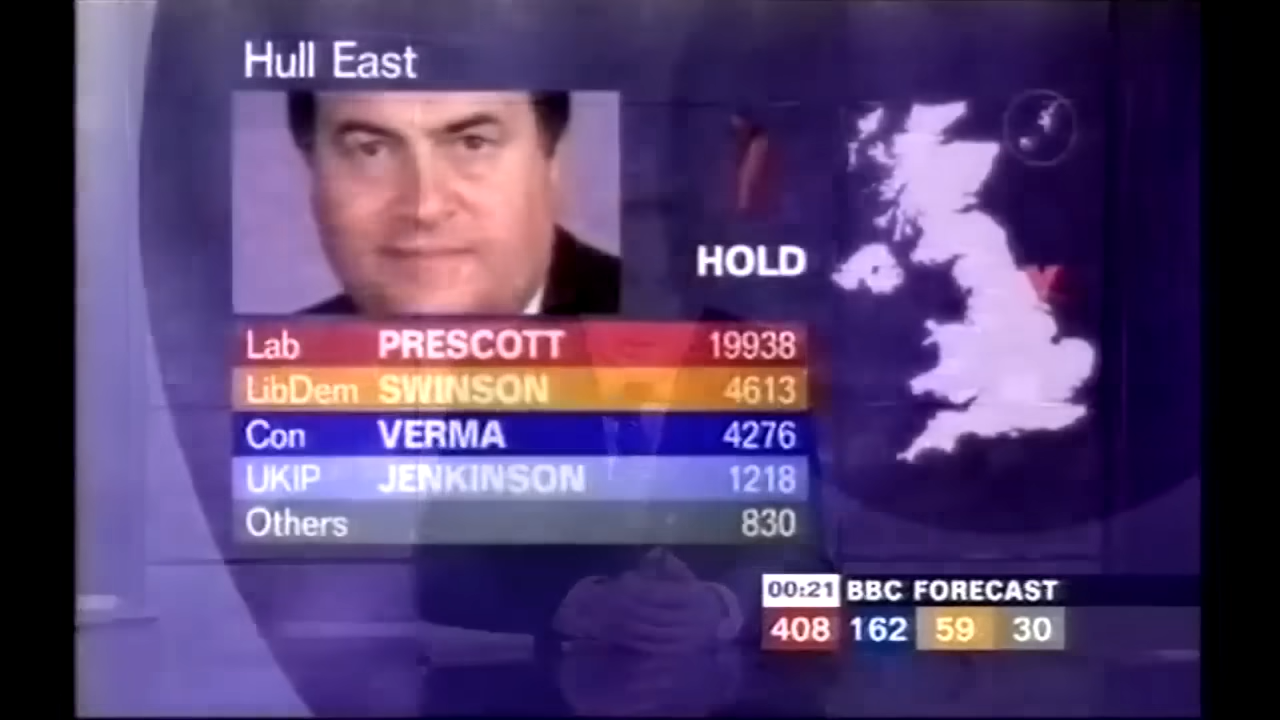 Hull East
HOLD
Lab PRESCOTT 19938
LibDem SWINSON 4613
Con VERMA 4276
UKIP JENKINSON 1218
Others 830
00:21 BBC FORECAST
408 162 59 30